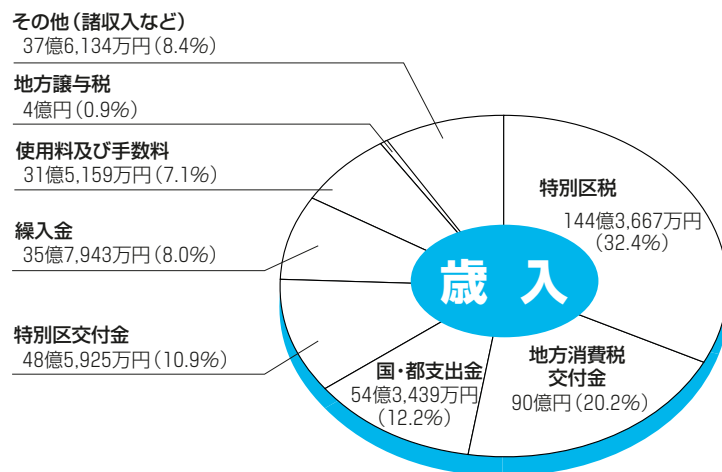 その他（諸収入など）
37億6,134万円（8.4％）
地方譲与税
4億円（0.9％）
使用料及び手数料
31億5,159万円（7.1％）
繰入金
35億7,943万円（8.0％）
特別区交付金
48億5,925万円（10.9％）
国・都支出金
54億3,439万円
（12.2％）
地方消費税
交付金
90億円（20.2％）
特別区税
144億3,667万円
（32.4％）
歳入